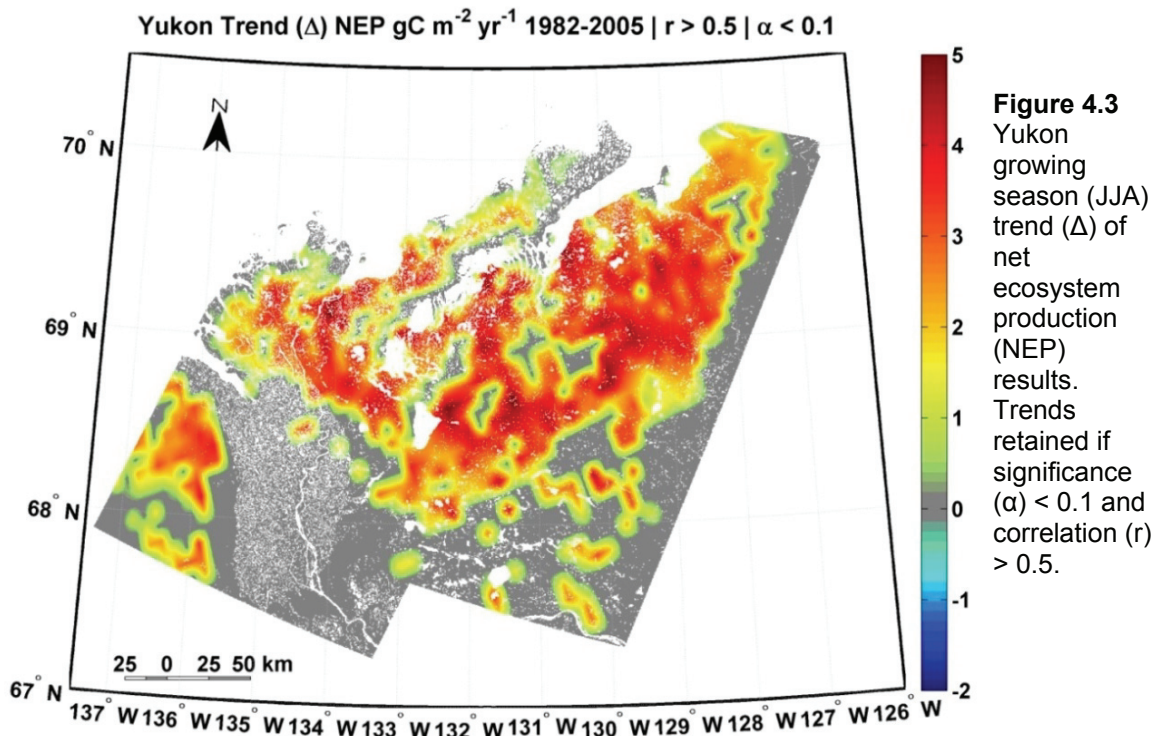 Yukon Trend (Δ) NEP gC m⁻² yr⁻¹ 1982-2005 | r > 0.5 | α < 0.1
N
70° N
69° N
68° N
67° N
25 0 25 50 km
137° W 136° W 135° W 134° W 133° W 132° W 131° W 130° W 129° W 128° W 127° W 126° W
5
4
3
2
1
0
-1
-2
Figure 4.3
Yukon
growing
season (JJA)
trend (Δ) of
net
ecosystem
production
(NEP)
results.
Trends
retained if
significance
(α) < 0.1 and
correlation (r)
> 0.5.